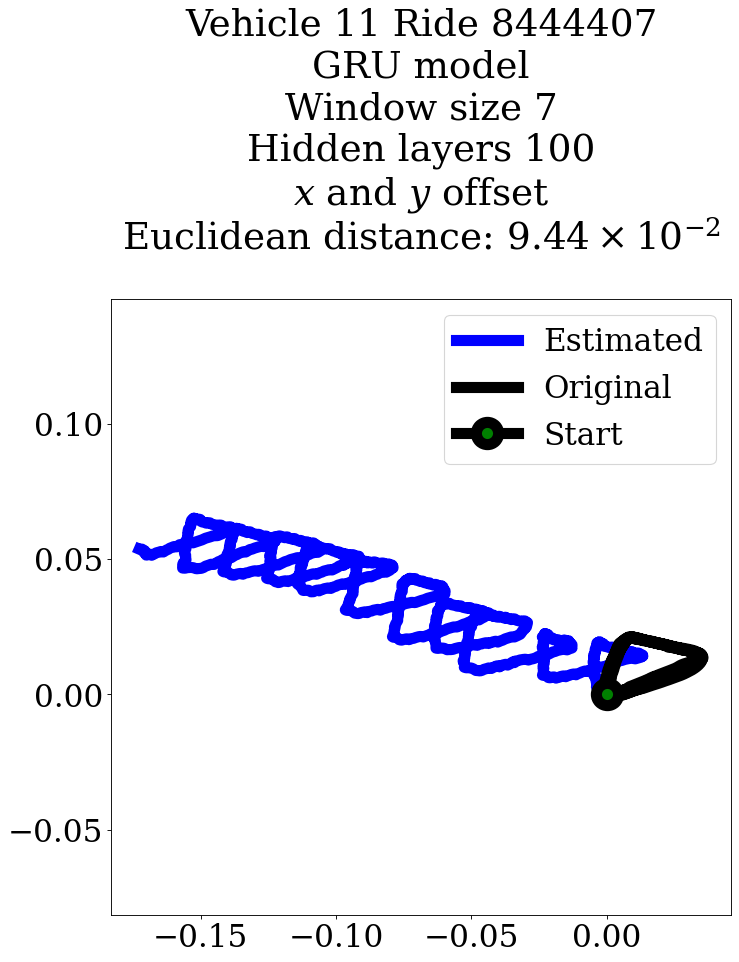 Vehicle 11 Ride 8444407
GRU model
Window size 7
Hidden layers 100
x and y offset
Euclidean distance: 9.44 × 10⁻²
Estimated
Original
Start
0.10
0.05
0.00
−0.05
−0.15 −0.10 −0.05 0.00